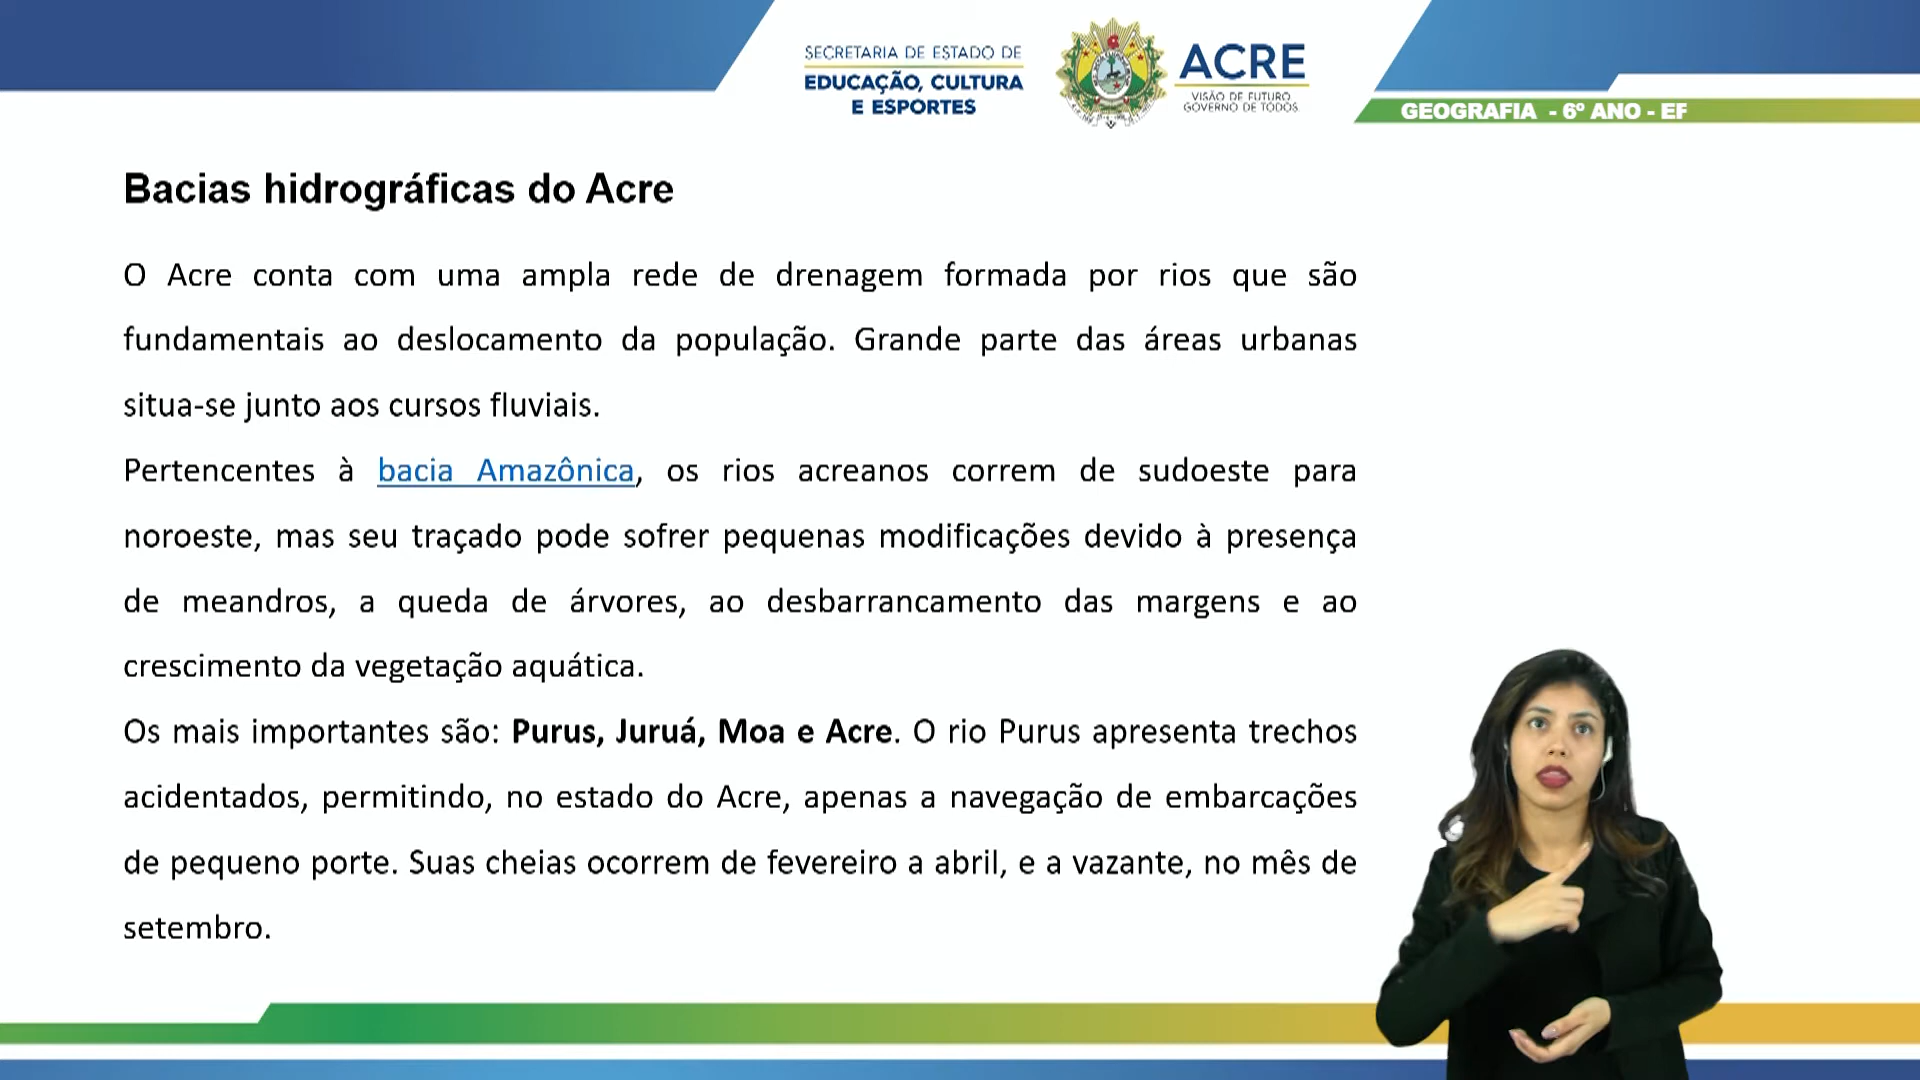 SECRETARIA DE ESTADO DE
EDUCAÇÃO, CULTURA
E ESPORTES
ACRE
VISÃO DE FUTURO
GOVERNO DE TODOS
GEOGRAFIA - 6º ANO - EF
Bacias hidrográficas do Acre
O Acre conta com uma ampla rede de drenagem formada por rios que são
fundamentais ao deslocamento da população. Grande parte das áreas urbanas
situa-se junto aos cursos fluviais.
Pertencentes à bacia Amazônica, os rios acreanos correm de sudoeste para
noroeste, mas seu traçado pode sofrer pequenas modificações devido à presença
de meandros, a queda de árvores, ao desbarrancamento das margens e ao
crescimento da vegetação aquática.
Os mais importantes são: Purus, Juruá, Moa e Acre. O rio Purus apresenta trechos
acidentados, permitindo, no estado do Acre, apenas a navegação de embarcações
de pequeno porte. Suas cheias ocorrem de fevereiro a abril, e a vazante, no mês de
setembro.